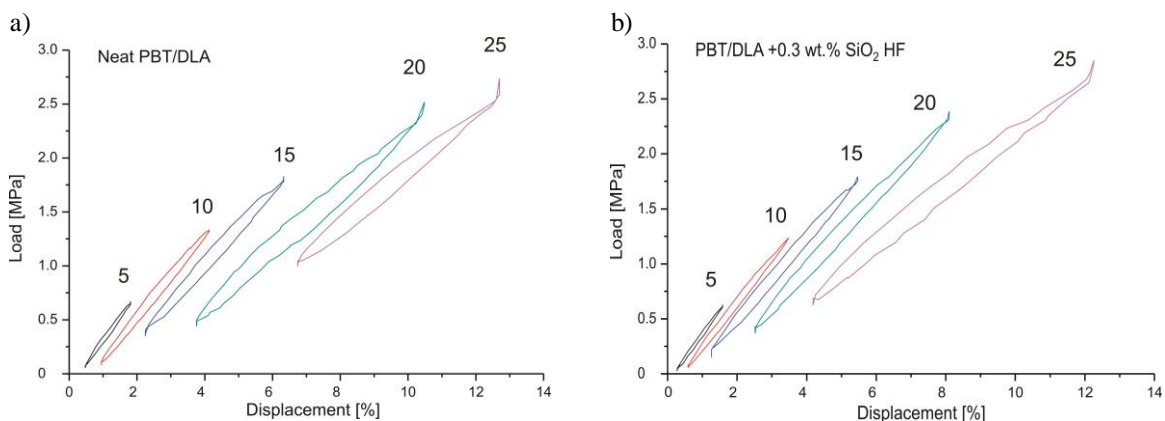 a)
Neat PBT/DLA
3.0
2.5
2.0
1.5
1.0
0.5
0
Load [MPa]
5
10
15
20
25
0 2 4 6 8 10 12 14
Displacement [%]
b)
PBT/DLA +0.3 wt.% SiO₂ HF
3.0
2.5
2.0
1.5
1.0
0.5
0
Load [MPa]
5
10
15
20
25
0 2 4 6 8 10 12 14
Displacement [%]